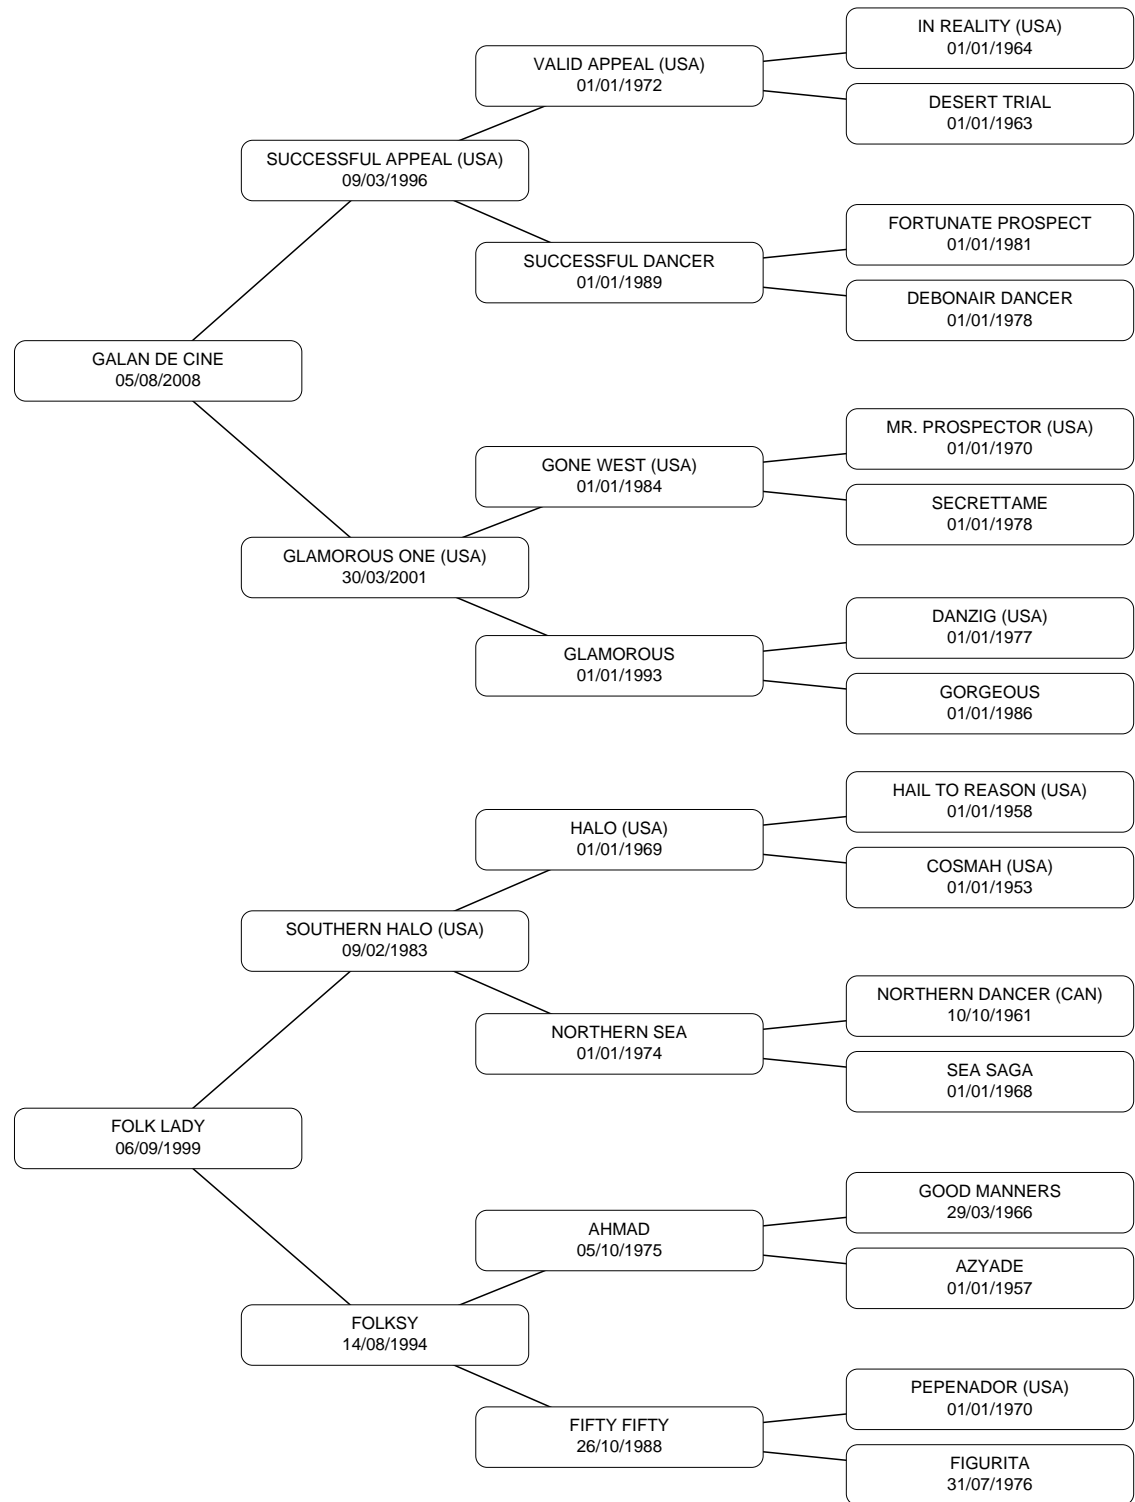 IN REALITY (USA)
01/01/1964
VALID APPEAL (USA)
01/01/1972
DESERT TRIAL
01/01/1963
SUCCESSFUL APPEAL (USA)
09/03/1996
FORTUNATE PROSPECT
01/01/1981
SUCCESSFUL DANCER
01/01/1989
DEBONAIR DANCER
01/01/1978
GALAN DE CINE
05/08/2008
MR. PROSPECTOR (USA)
01/01/1970
GONE WEST (USA)
01/01/1984
SECRETTAME
01/01/1978
GLAMOROUS ONE (USA)
30/03/2001
DANZIG (USA)
01/01/1977
GLAMOROUS
01/01/1993
GORGEOUS
01/01/1986
HAIL TO REASON (USA)
01/01/1958
HALO (USA)
01/01/1969
COSMAH (USA)
01/01/1953
SOUTHERN HALO (USA)
09/02/1983
NORTHERN DANCER (CAN)
10/10/1961
NORTHERN SEA
01/01/1974
SEA SAGA
01/01/1968
FOLK LADY
06/09/1999
GOOD MANNERS
29/03/1966
AHMAD
05/10/1975
AZYADE
01/01/1957
FOLKSY
14/08/1994
PEPENADOR (USA)
01/01/1970
FIFTY FIFTY
26/10/1988
FIGURITA
31/07/1976